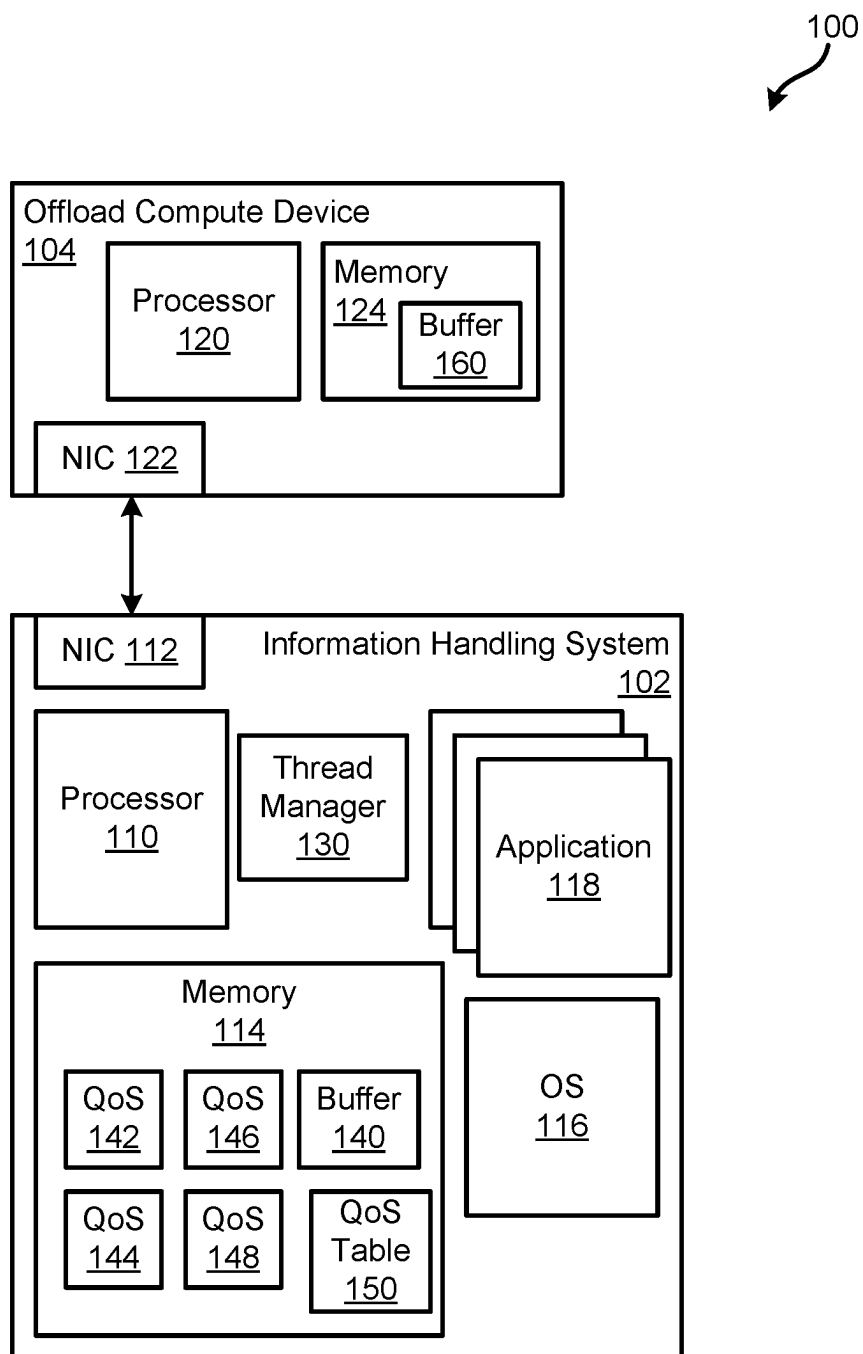 100
Offload Compute Device
104
Processor
120
Memory
124
Buffer
160
NIC 122
NIC 112
Information Handling System
102
Processor
110
Thread
Manager
130
Application
118
Memory
114
QoS
142
QoS
146
Buffer
140
QoS
144
QoS
148
QoS
Table
150
OS
116